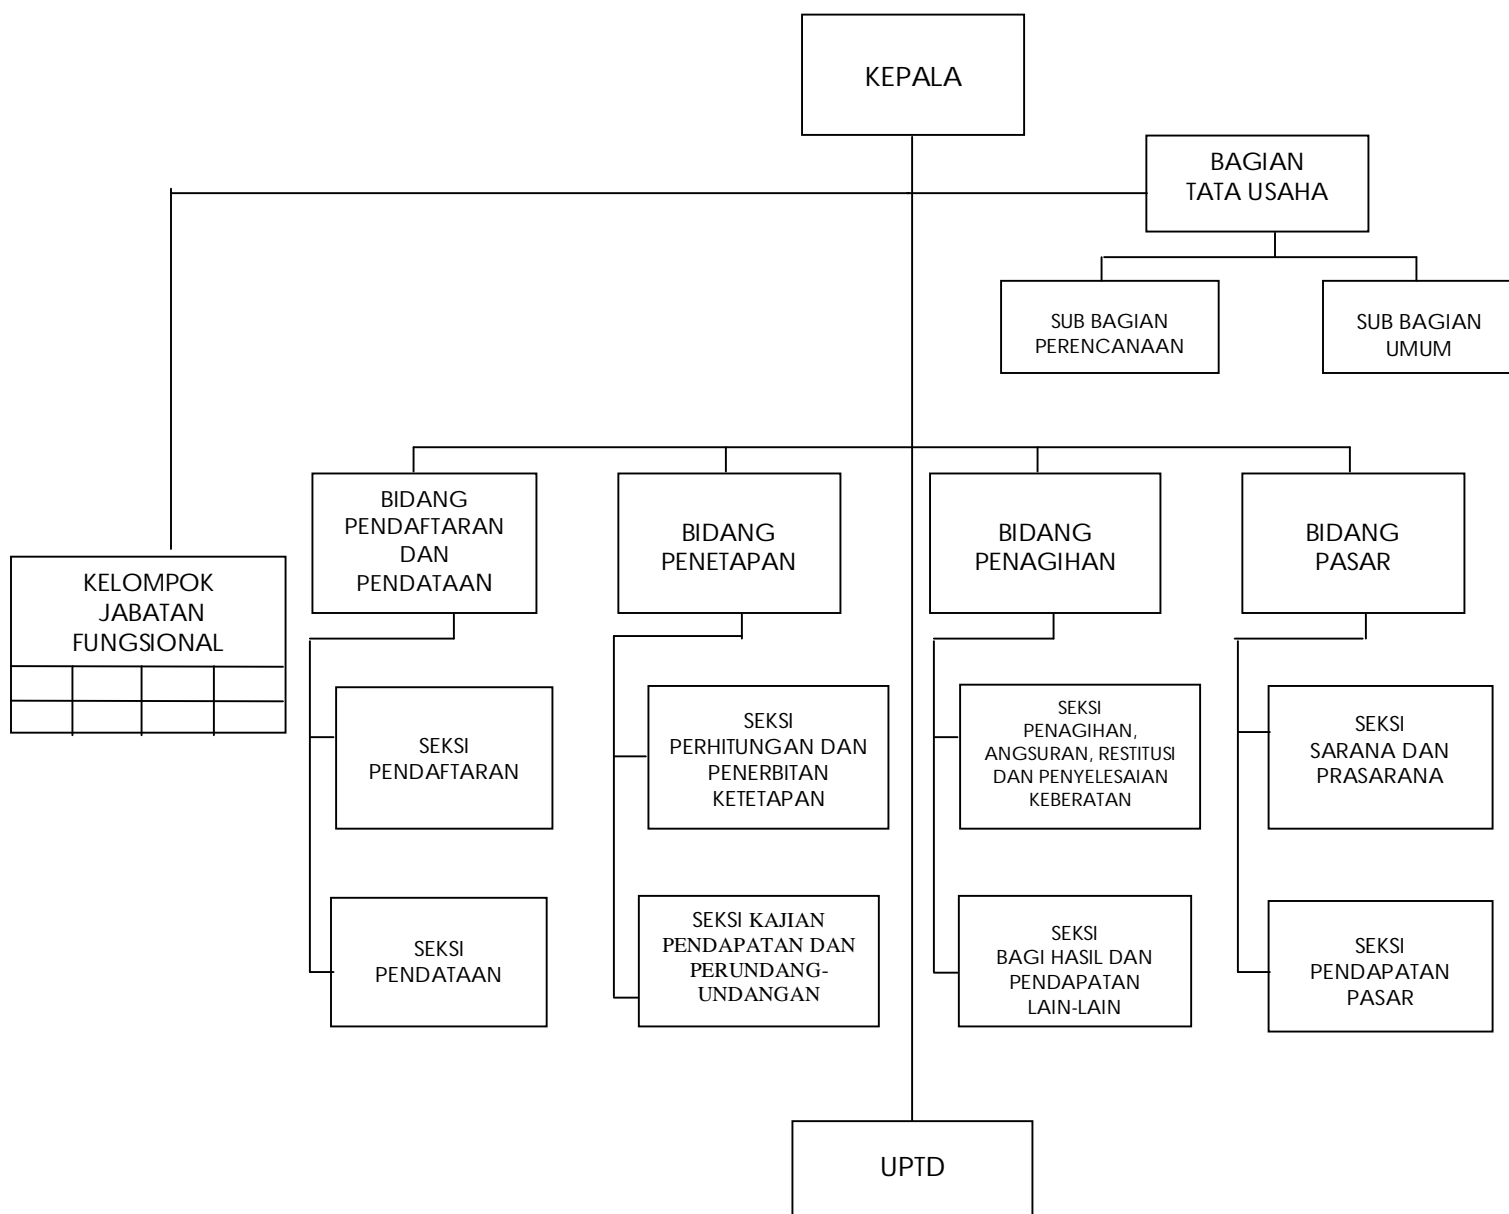 KEPALA
BAGIAN
TATA USAHA
SUB BAGIAN
PERENCANAAN
SUB BAGIAN
UMUM
BIDANG
PENDAFTARAN
DAN
PENDATAAN
BIDANG
PENETAPAN
BIDANG
PENAGIHAN
BIDANG
PASAR
KELOMPOK
JABATAN
FUNGSIONAL
SEKSI
PENDAFTARAN
SEKSI
PERHITUNGAN DAN
PENERBITAN
KETETAPAN
SEKSI
PENAGIHAN,
ANGSURAN, RESTITUSI
DAN PENYELESAIAN
KEBERATAN
SEKSI
SARANA DAN
PRASARANA
SEKSI
PENDATAAN
SEKSI KAJIAN
PENDAPATAN DAN
PERUNDANG-
UNDANGAN
SEKSI
BAGI HASIL DAN
PENDAPATAN
LAIN-LAIN
SEKSI
PENDAPATAN
PASAR
UPTD